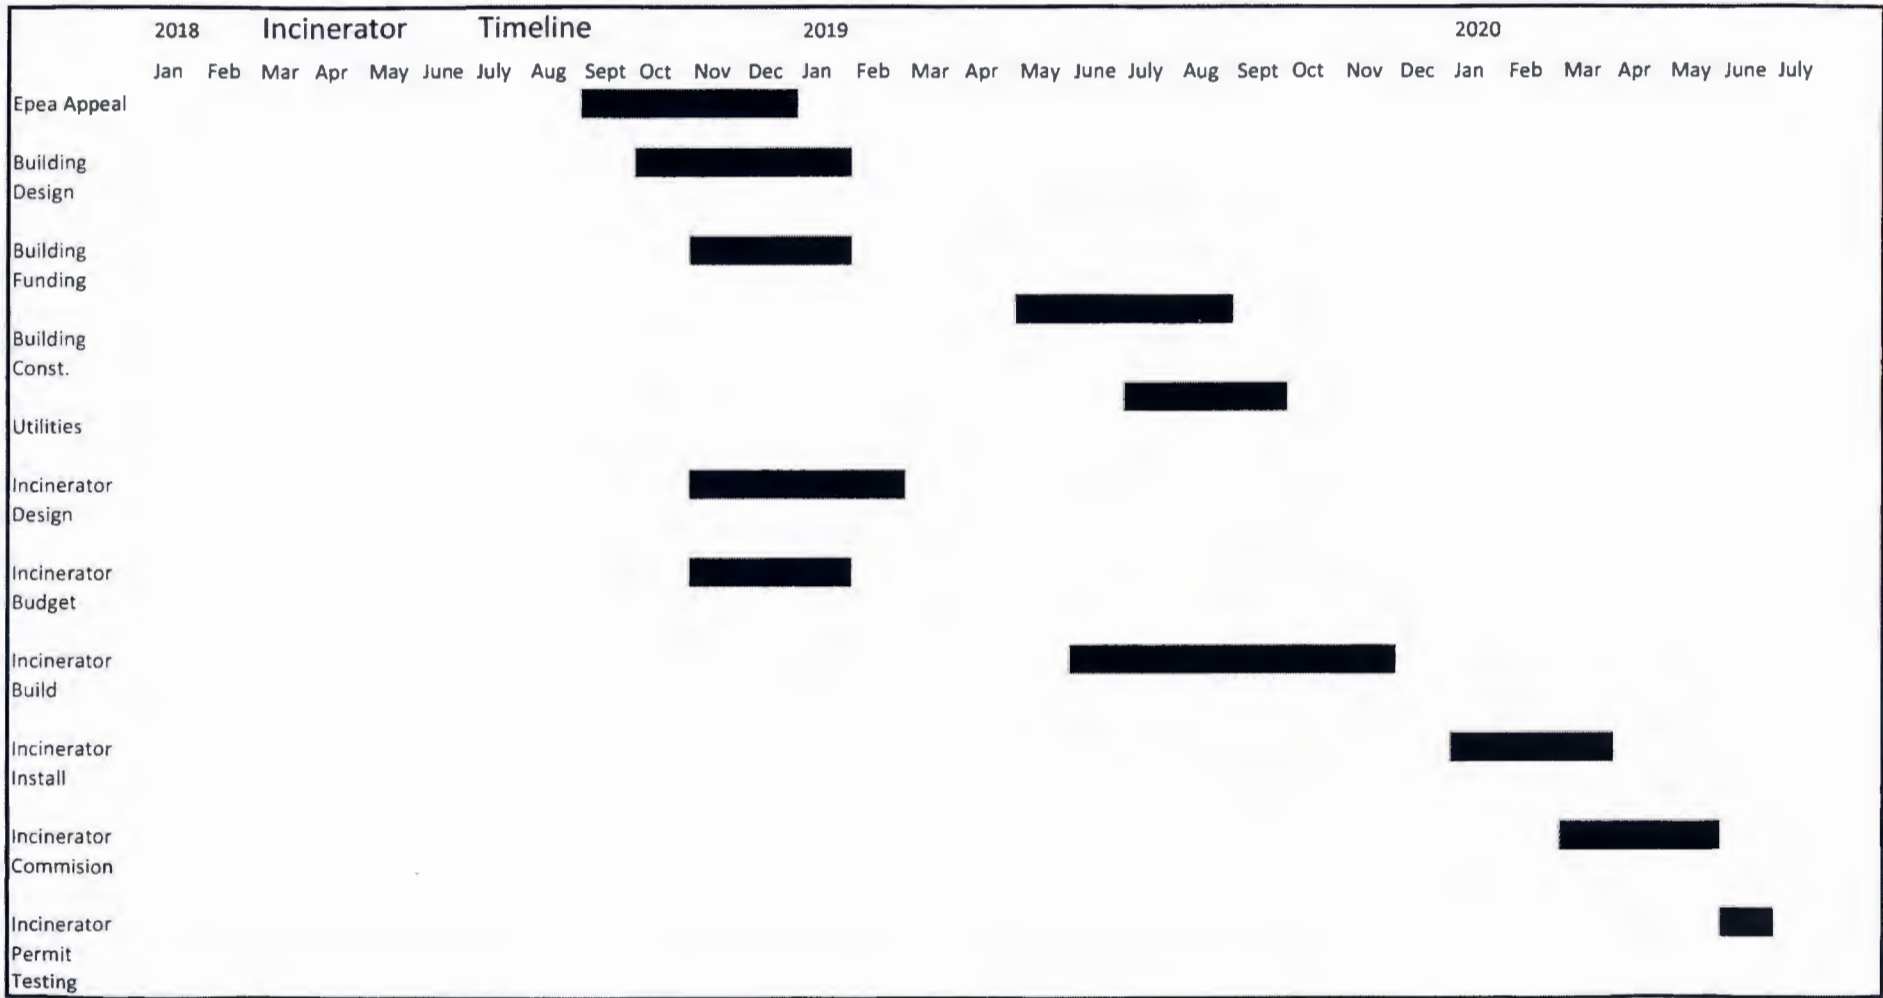 2018 Incinerator Timeline 2019 2020
Jan Feb Mar Apr May June July Aug Sept Oct Nov Dec Jan Feb Mar Apr May June July Aug Sept Oct Nov Dec Jan Feb Mar Apr May June July
Epea Appeal
Building
Design
Building
Funding
Building
Const.
Utilities
Incinerator
Design
Incinerator
Budget
Incinerator
Build
Incinerator
Install
Incinerator
Commision
Incinerator
Permit
Testing